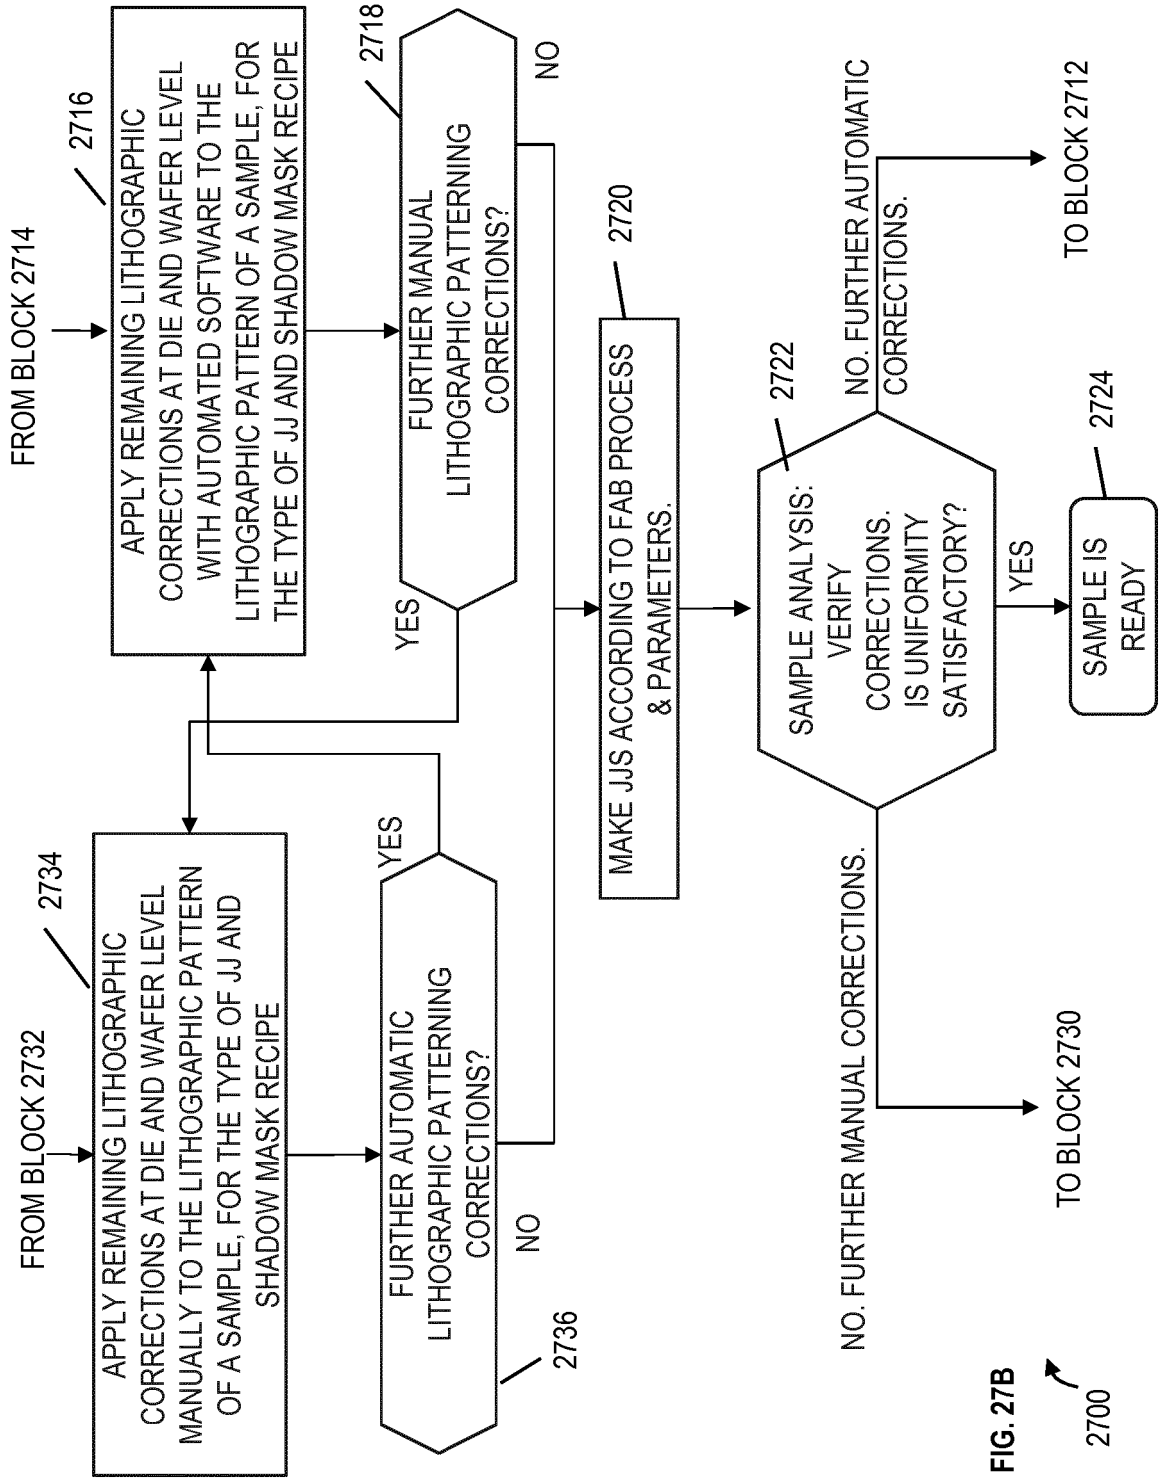 FROM BLOCK 2732
2734
APPLY REMAINING LITHOGRAPHIC
CORRECTIONS AT DIE AND WAFER LEVEL
MANUALLY TO THE LITHOGRAPHIC PATTERN
OF A SAMPLE, FOR THE TYPE OF JJ AND
SHADOW MASK RECIPE
FROM BLOCK 2714
2716
APPLY REMAINING LITHOGRAPHIC
CORRECTIONS AT DIE AND WAFER LEVEL
WITH AUTOMATED SOFTWARE TO THE
LITHOGRAPHIC PATTERN OF A SAMPLE, FOR
THE TYPE OF JJ AND SHADOW MASK RECIPE
YES
FURTHER AUTOMATIC
LITHOGRAPHIC PATTERNING
CORRECTIONS?
NO
2736
YES
2718
FURTHER MANUAL
LITHOGRAPHIC PATTERNING
CORRECTIONS?
NO
2720
MAKE JJS ACCORDING TO FAB PROCESS
& PARAMETERS.
2722
SAMPLE ANALYSIS:
VERIFY
CORRECTIONS.
IS UNIFORMITY
SATISFACTORY?
NO. FURTHER MANUAL CORRECTIONS.
NO. FURTHER AUTOMATIC
CORRECTIONS.
YES
TO BLOCK 2730
2724
SAMPLE IS
READY
TO BLOCK 2712
FIG. 27B
2700